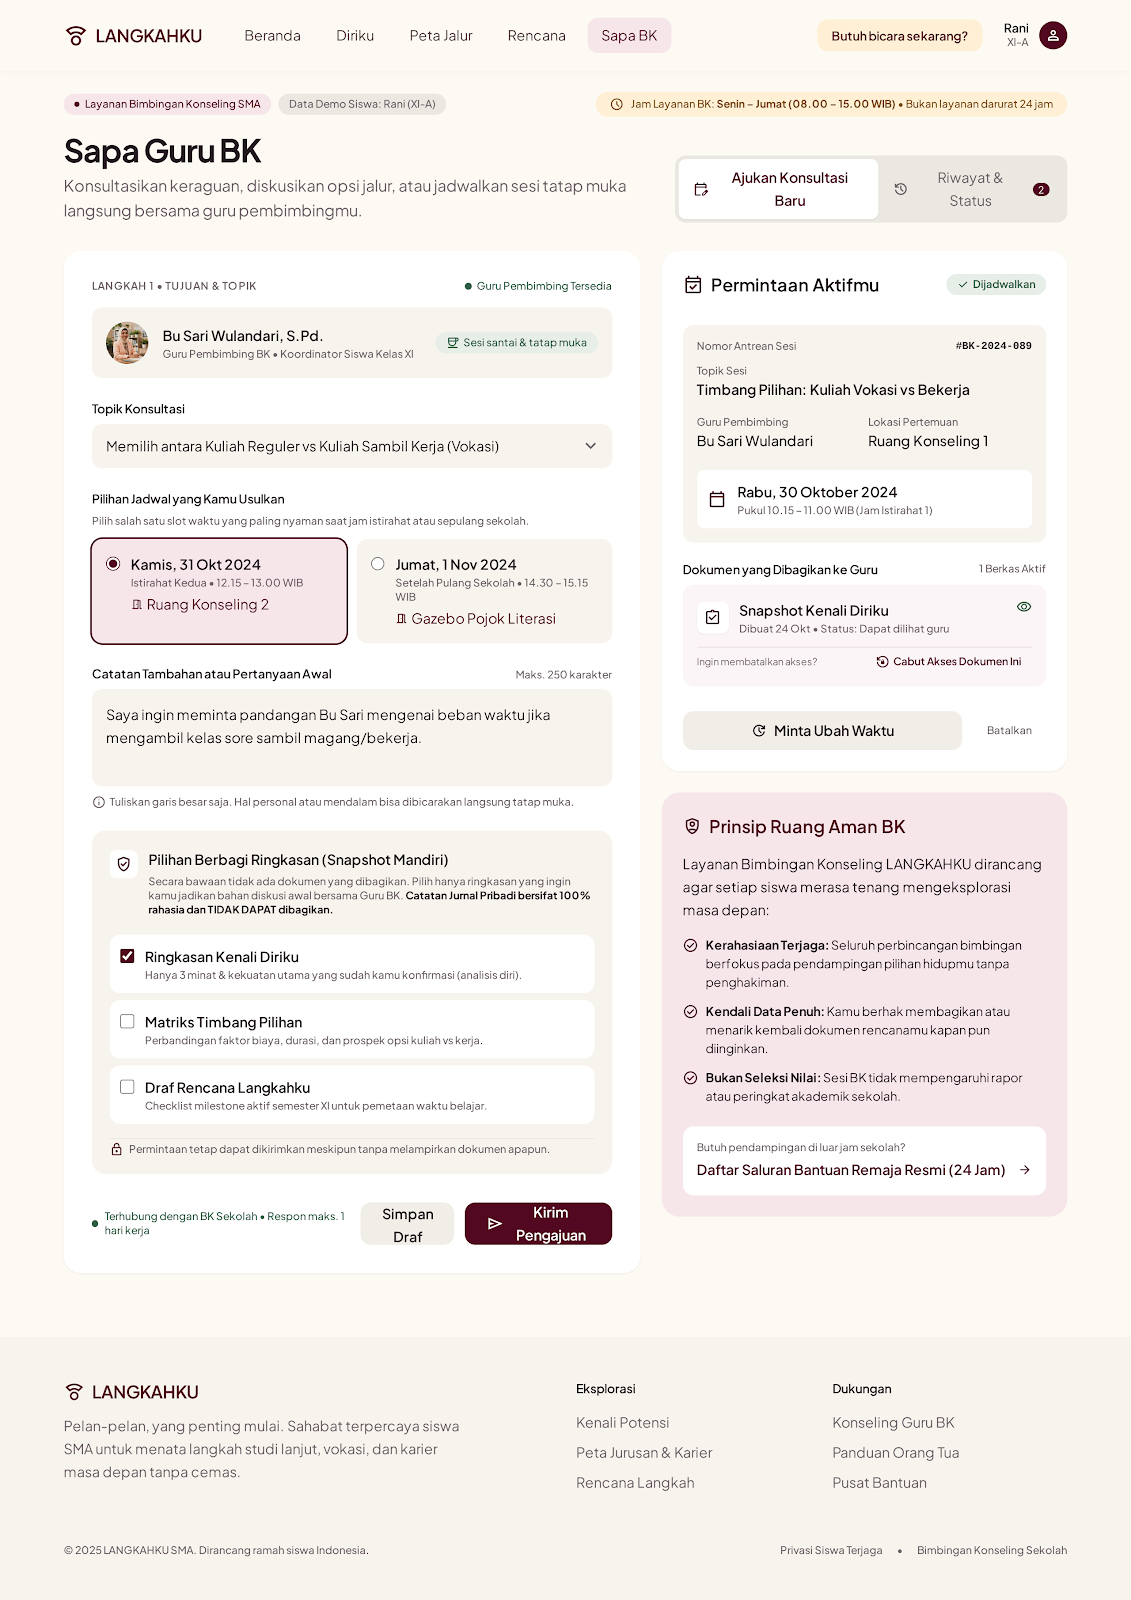 LANGKAHKU
Beranda
Diriku
Peta Jalur
Rencana
Sapa BK
Butuh bicara sekarang?
Rani
XI-A
Layanan Bimbingan Konseling SMA
Data Demo Siswa: Rani (XI-A)
Jam Layanan BK: Senin – Jumat (08.00 – 15.00 WIB) • Bukan layanan darurat 24 jam
Sapa Guru BK
Konsultasikan keraguan, diskusikan opsi jalur, atau jadwalkan sesi tatap muka
langsung bersama guru pembimbingmu.
Ajukan Konsultasi
Baru
Riwayat &
Status
2
LANGKAH 1 • TUJUAN & TOPIK
Guru Pembimbing Tersedia
Bu Sari Wulandari, S.Pd.
Guru Pembimbing BK • Koordinator Siswa Kelas XI
Sesi santai & tatap muka
Topik Konsultasi
Memilih antara Kuliah Reguler vs Kuliah Sambil Kerja (Vokasi)
Pilihan Jadwal yang Kamu Usulkan
Pilih salah satu slot waktu yang paling nyaman saat jam istirahat atau sepulang sekolah.
Kamis, 31 Okt 2024
Istirahat Kedua • 12.15 – 13.00 WIB
Ruang Konseling 2
Jumat, 1 Nov 2024
Setelah Pulang Sekolah • 14.30 – 15.15
WIB
Gazebo Pojok Literasi
Catatan Tambahan atau Pertanyaan Awal
Maks. 250 karakter
Saya ingin meminta pandangan Bu Sari mengenai beban waktu jika
mengambil kelas sore sambil magang/bekerja.
Tuliskan garis besar saja. Hal personal atau mendalam bisa dibicarakan langsung tatap muka.
Pilihan Berbagi Ringkasan (Snapshot Mandiri)
Secara bawaan tidak ada dokumen yang dibagikan. Pilih hanya ringkasan yang ingin
kamu jadikan bahan diskusi awal bersama Guru BK. Catatan Jurnal Pribadi bersifat 100%
rahasia dan TIDAK DAPAT dibagikan.
Ringkasan Kenali Diriku
Hanya 3 minat & kekuatan utama yang sudah kamu konfirmasi (analisis diri).
Matriks Timbang Pilihan
Perbandingan faktor biaya, durasi, dan prospek opsi kuliah vs kerja.
Draf Rencana Langkahku
Checklist milestone aktif semester XI untuk pemetaan waktu belajar.
Permintaan tetap dapat dikirimkan meskipun tanpa melampirkan dokumen apapun.
Terhubung dengan BK Sekolah • Respon maks. 1
hari kerja
Simpan
Draf
Kirim
Pengajuan
Permintaan Aktifmu
Dijadwalkan
Nomor Antrean Sesi
#BK-2024-089
Topik Sesi
Timbang Pilihan: Kuliah Vokasi vs Bekerja
Guru Pembimbing
Lokasi Pertemuan
Bu Sari Wulandari
Ruang Konseling 1
Rabu, 30 Oktober 2024
Pukul 10.15 – 11.00 WIB (Jam Istirahat 1)
Dokumen yang Dibagikan ke Guru
1 Berkas Aktif
Snapshot Kenali Diriku
Dibuat 24 Okt • Status: Dapat dilihat guru
Ingin membatalkan akses?
Cabut Akses Dokumen Ini
Minta Ubah Waktu
Batalkan
Prinsip Ruang Aman BK
Layanan Bimbingan Konseling LANGKAHKU dirancang
agar setiap siswa merasa tenang mengeksplorasi
masa depan:
Kerahasiaan Terjaga: Seluruh perbincangan bimbingan
berfokus pada pendampingan pilihan hidupmu tanpa
penghakiman.
Kendali Data Penuh: Kamu berhak membagikan atau
menarik kembali dokumen rencanamu kapan pun
diinginkan.
Bukan Seleksi Nilai: Sesi BK tidak mempengaruhi rapor
atau peringkat akademik sekolah.
Butuh pendampingan di luar jam sekolah?
Daftar Saluran Bantuan Remaja Resmi (24 Jam)
LANGKAHKU
Pelan-pelan, yang penting mulai. Sahabat terpercaya siswa
SMA untuk menata langkah studi lanjut, vokasi, dan karier
masa depan tanpa cemas.
Eksplorasi
Kenali Potensi
Peta Jurusan & Karier
Rencana Langkah
Dukungan
Konseling Guru BK
Panduan Orang Tua
Pusat Bantuan
© 2025 LANGKAHKU SMA. Dirancang ramah siswa Indonesia.
Privasi Siswa Terjaga • Bimbingan Konseling Sekolah